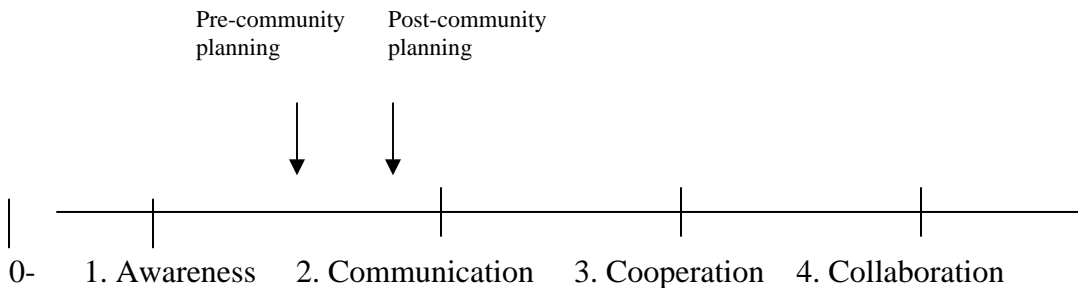 Pre-community Post-community
planning planning
0- 1. Awareness 2. Communication 3. Cooperation 4. Collaboration